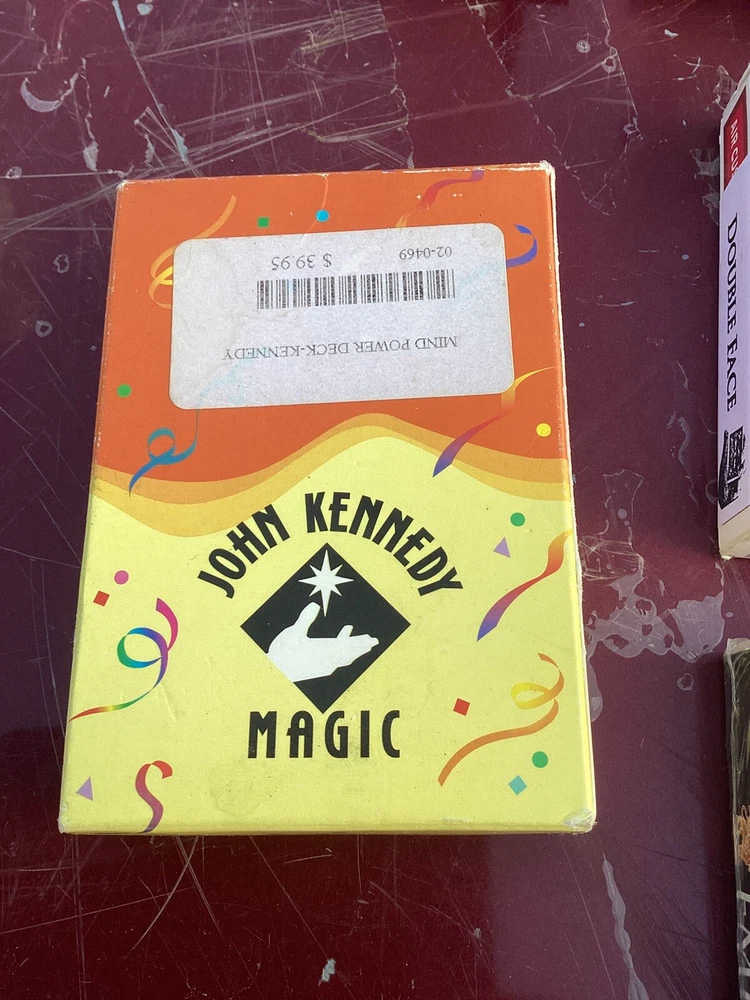 02-0469 $ 39.95
MIND POWER DECK-KENNEDY
JOHN KENNEDY
MAGIC
DOUBLE FACE